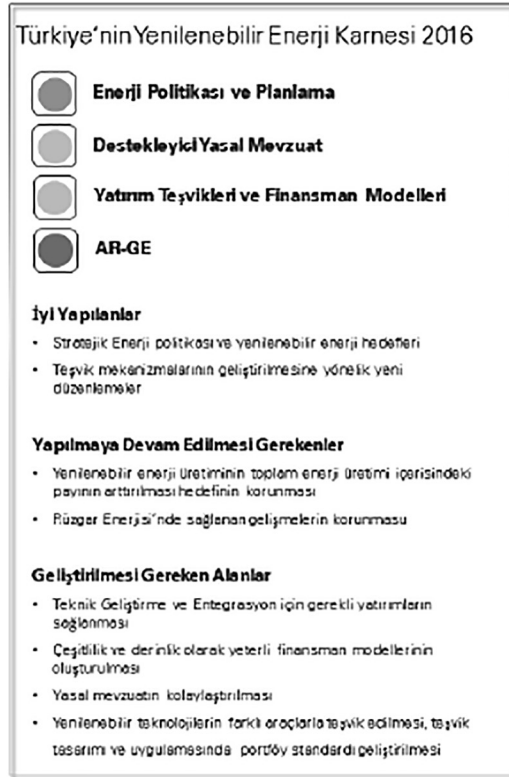 Türkiye'nin Yenilenebilir Enerji Karnesi 2016
Enerji Politikası ve Planlama
Destekleyici Yasal Mevzuat
Yatırım Teşvikleri ve Finansman Modelleri
AR-GE
İyi Yapılanlar
• Stratejik Enerji politikası ve yenilenebilir enerji hedefleri
• Teşvik mekanizmalarının geliştirilmesine yönelik yeni
düzenlemeler
Yapılmaya Devam Edilmesi Gerekenler
• Yenilenebilir enerji üretiminin toplam enerji üretimi içerisindeki
payının arttırılması hedefinin korunması
• Rüzgar Enerjisi'nde sağlanan gelişmelerin korunması
Geliştirilmesi Gereken Alanlar
• Teknik Geliştirme ve Entegrasyon için gerekli yatırımların
sağlanması
• Çeşitlilik ve derinlik olarak yeterli finansman modellerinin
oluşturulması
• Yasal mevzuatın kolaylaştırılması
• Yenilenebilir teknolojilerin farklı araçlarla teşvik edilmesi, teşvik
tasarımı ve uygulamasında portföy standardı geliştirilmesi